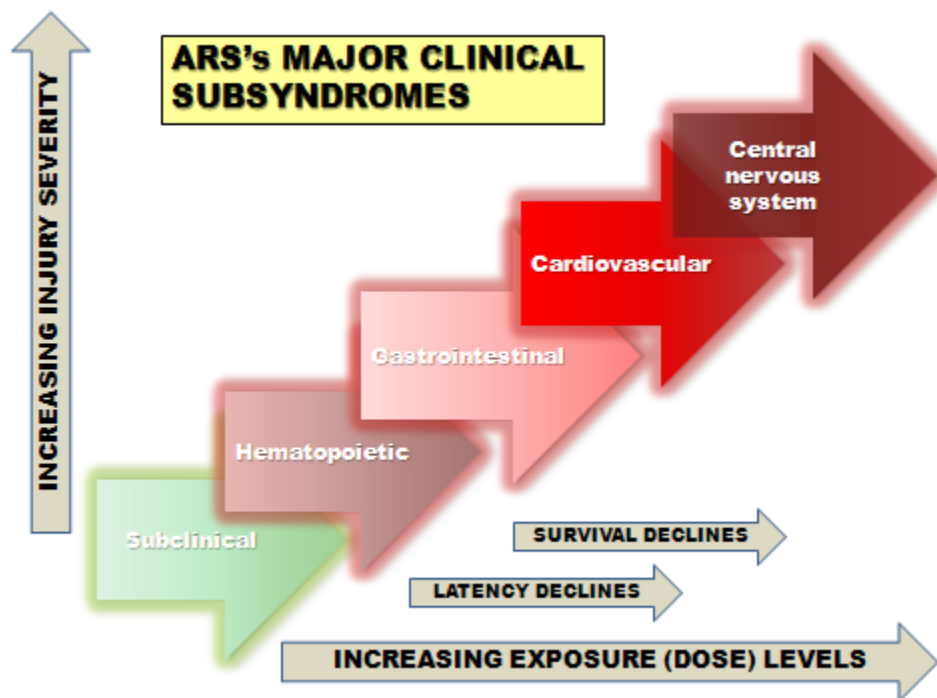 ARS's MAJOR CLINICAL
SUBSYNDROMES
INCREASING INJURY SEVERITY
Central
nervous
system
Cardiovascular
Gastrointestinal
Hematopoietic
Subclinical
SURVIVAL DECLINES
LATENCY DECLINES
INCREASING EXPOSURE (DOSE) LEVELS